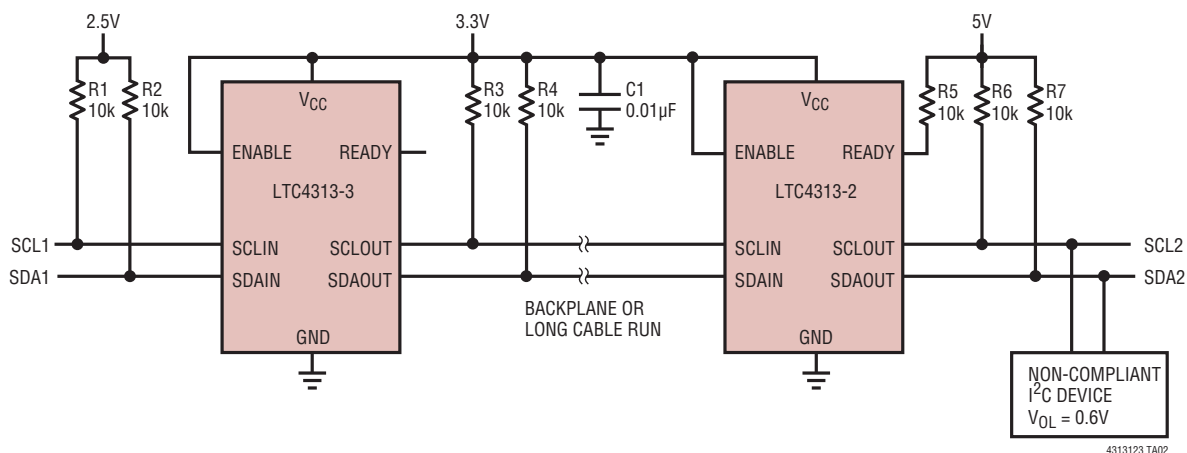 2.5V
3.3V
5V
R1
10k
R2
10k
VCC
ENABLE
READY
LTC4313-3
SCLIN
SCLOUT
SDAIN
SDAOUT
GND
R3
10k
R4
10k
C1
0.01µF
VCC
ENABLE
READY
LTC4313-2
SCLIN
SCLOUT
SDAIN
SDAOUT
GND
R5
10k
R6
10k
R7
10k
SCL1
SDA1
BACKPLANE OR
LONG CABLE RUN
SCL2
SDA2
NON-COMPLIANT
I2C DEVICE
VOL = 0.6V
4313123 TA02